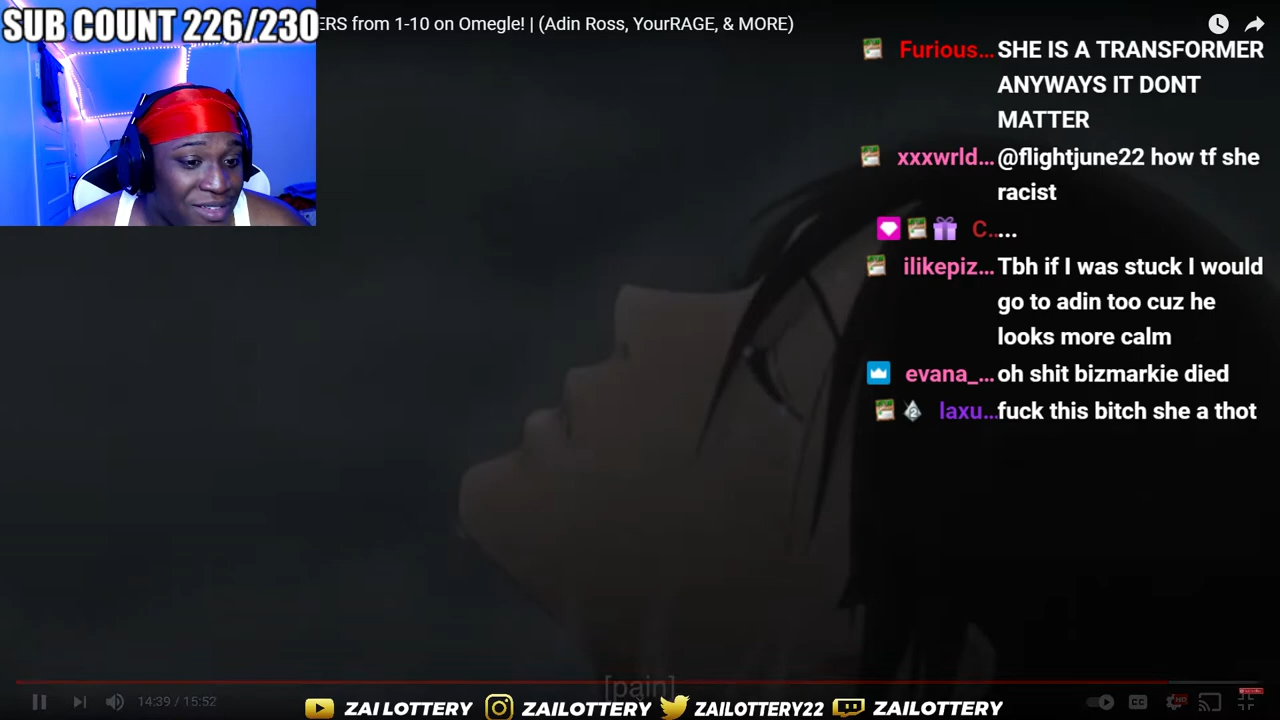 SUB COUNT 226/230
ERS from 1-10 on Omegle! | (Adin Ross, YourRAGE, & MORE)
Furious... SHE IS A TRANSFORMER
ANYWAYS IT DONT
MATTER
xxxwrld... @flightjune22 how tf she
racist
C.. ...
ilikepiz... Tbh if I was stuck I would
go to adin too cuz he
looks more calm
evana_... oh shit bizmarkie died
laxu... fuck this bitch she a thot
[pain]
14:39 / 15:52
ZAI LOTTERY ZAILOTTERY ZAILOTTERY22 ZAILOTTERY
CC
HD